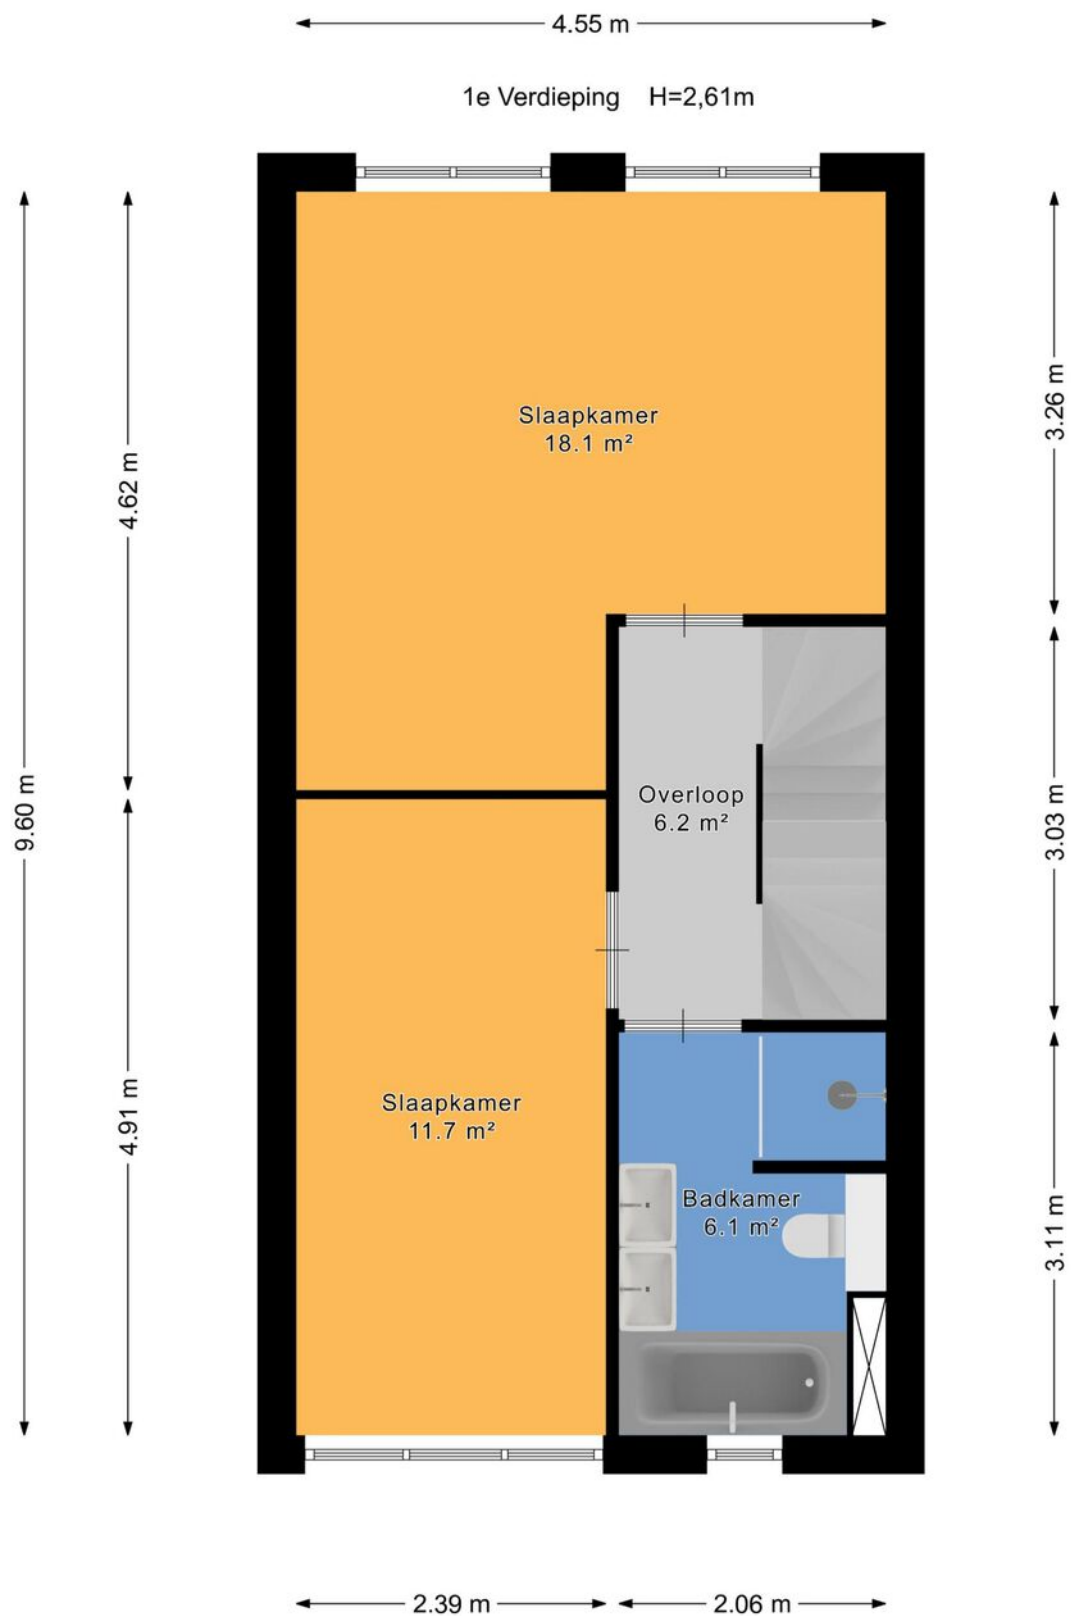 4.55 m
1e Verdieping H=2,61m
3.26 m
Slaapkamer
18.1 m²
4.62 m
9.60 m
Overloop
6.2 m²
3.03 m
4.91 m
Slaapkamer
11.7 m²
Badkamer
6.1 m²
3.11 m
2.39 m
2.06 m